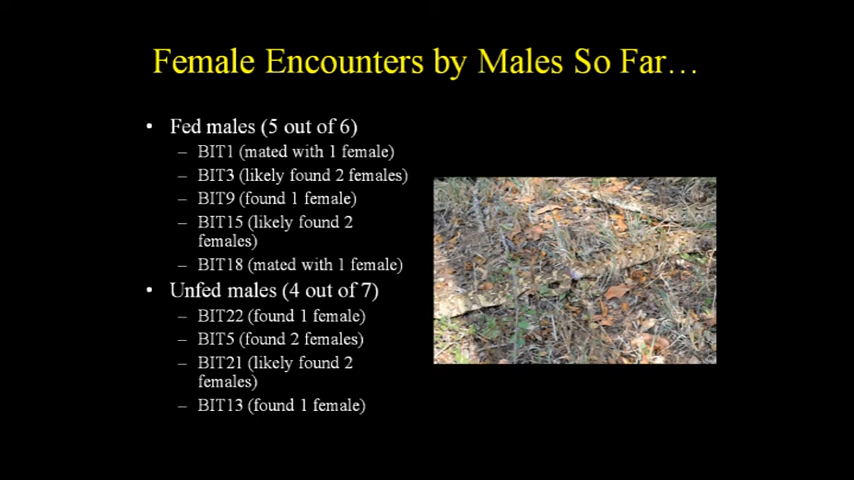 Female Encounters by Males So Far…
• Fed males (5 out of 6)
– BIT1 (mated with 1 female)
– BIT3 (likely found 2 females)
– BIT9 (found 1 female)
– BIT15 (likely found 2
females)
– BIT18 (mated with 1 female)
• Unfed males (4 out of 7)
– BIT22 (found 1 female)
– BIT5 (found 2 females)
– BIT21 (likely found 2
females)
– BIT13 (found 1 female)